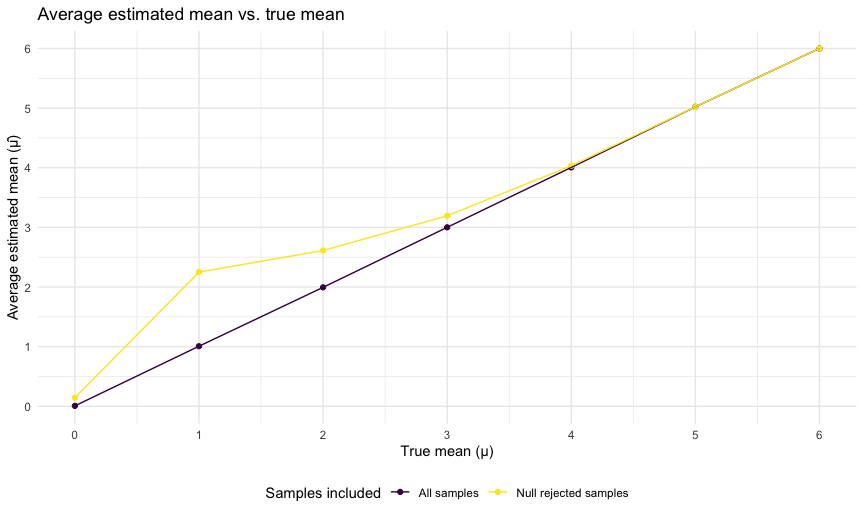 Average estimated mean vs. true mean
Average estimated mean (μ̂)
6
5
4
3
2
1
0
0 1 2 3 4 5 6
True mean (μ)
Samples included All samples Null rejected samples